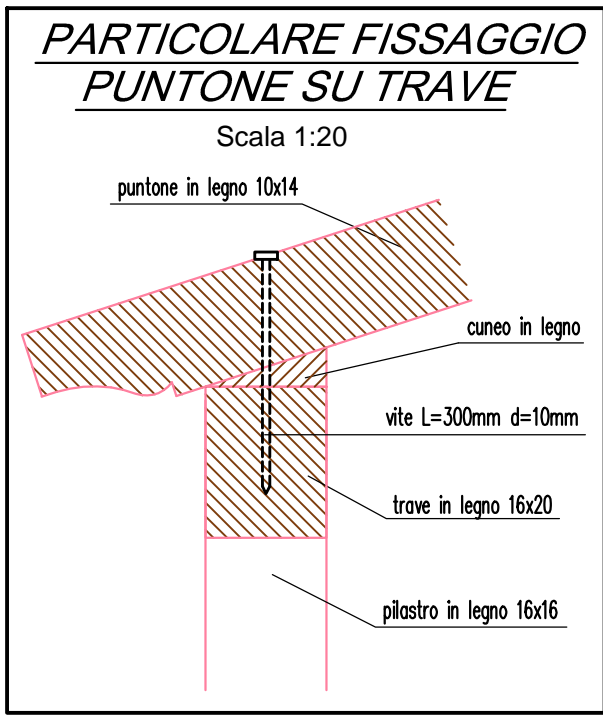 PARTICOLARE FISSAGGIO
PUNTONE SU TRAVE
Scala 1:20
puntone in legno 10x14
cuneo in legno
vite L=300mm d=10mm
trave in legno 16x20
pilastro in legno 16x16